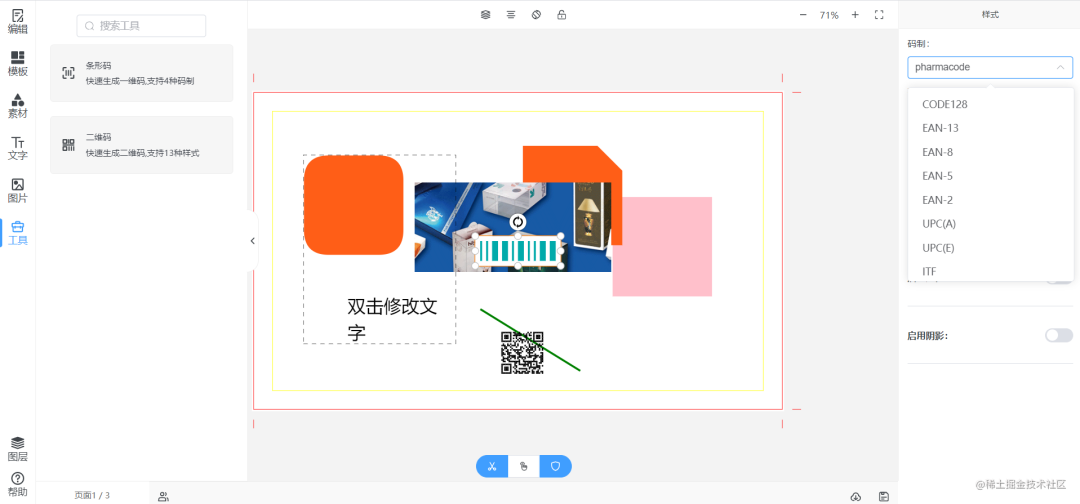 编辑
模板
素材
文字
图片
工具
图层
帮助
搜索工具
条形码
快速生成一维码,支持4种码制
二维码
快速生成二维码,支持13种样式
页面1 / 3
71%
双击修改文
字
样式
码制:
pharmacode
CODE128
EAN-13
EAN-8
EAN-5
EAN-2
UPC(A)
UPC(E)
ITF
启用阴影:
@稀土掘金技术社区